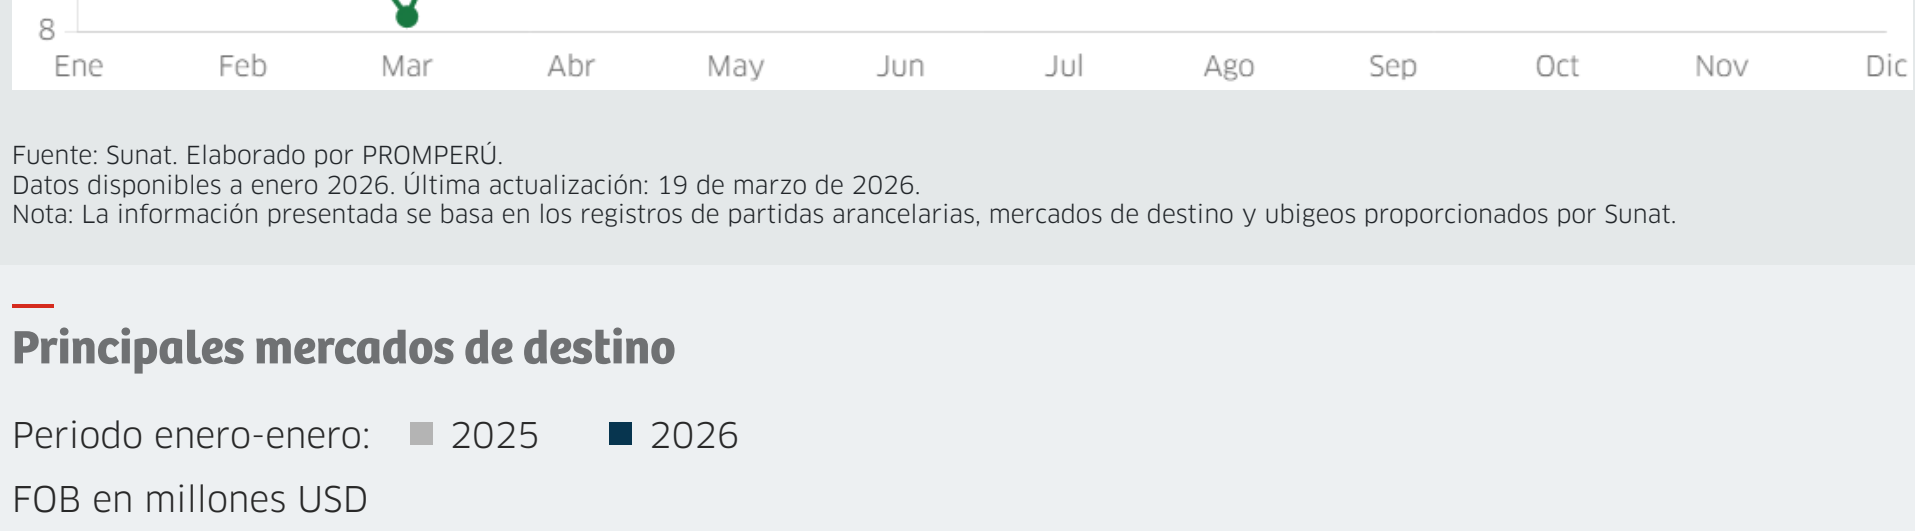 8
Ene Feb Mar Abr May Jun Jul Ago Sep Oct Nov Dic
Fuente: Sunat. Elaborado por PROMPERÚ.
Datos disponibles a enero 2026. Última actualización: 19 de marzo de 2026.
Nota: La información presentada se basa en los registros de partidas arancelarias, mercados de destino y ubigeos proporcionados por Sunat.
Principales mercados de destino
Periodo enero-enero: 2025 2026
FOB en millones USD